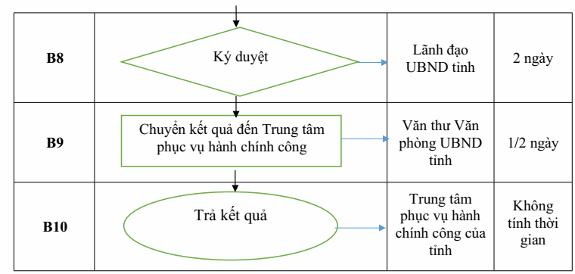 B8
Ký duyệt
Lãnh đạo
UBND tỉnh
2 ngày
B9
Chuyển kết quả đến Trung tâm
phục vụ hành chính công
Văn thư Văn
phòng UBND
tỉnh
1/2 ngày
B10
Trả kết quả
Trung tâm
phục vụ hành
chính công của
tỉnh
Không
tính thời
gian